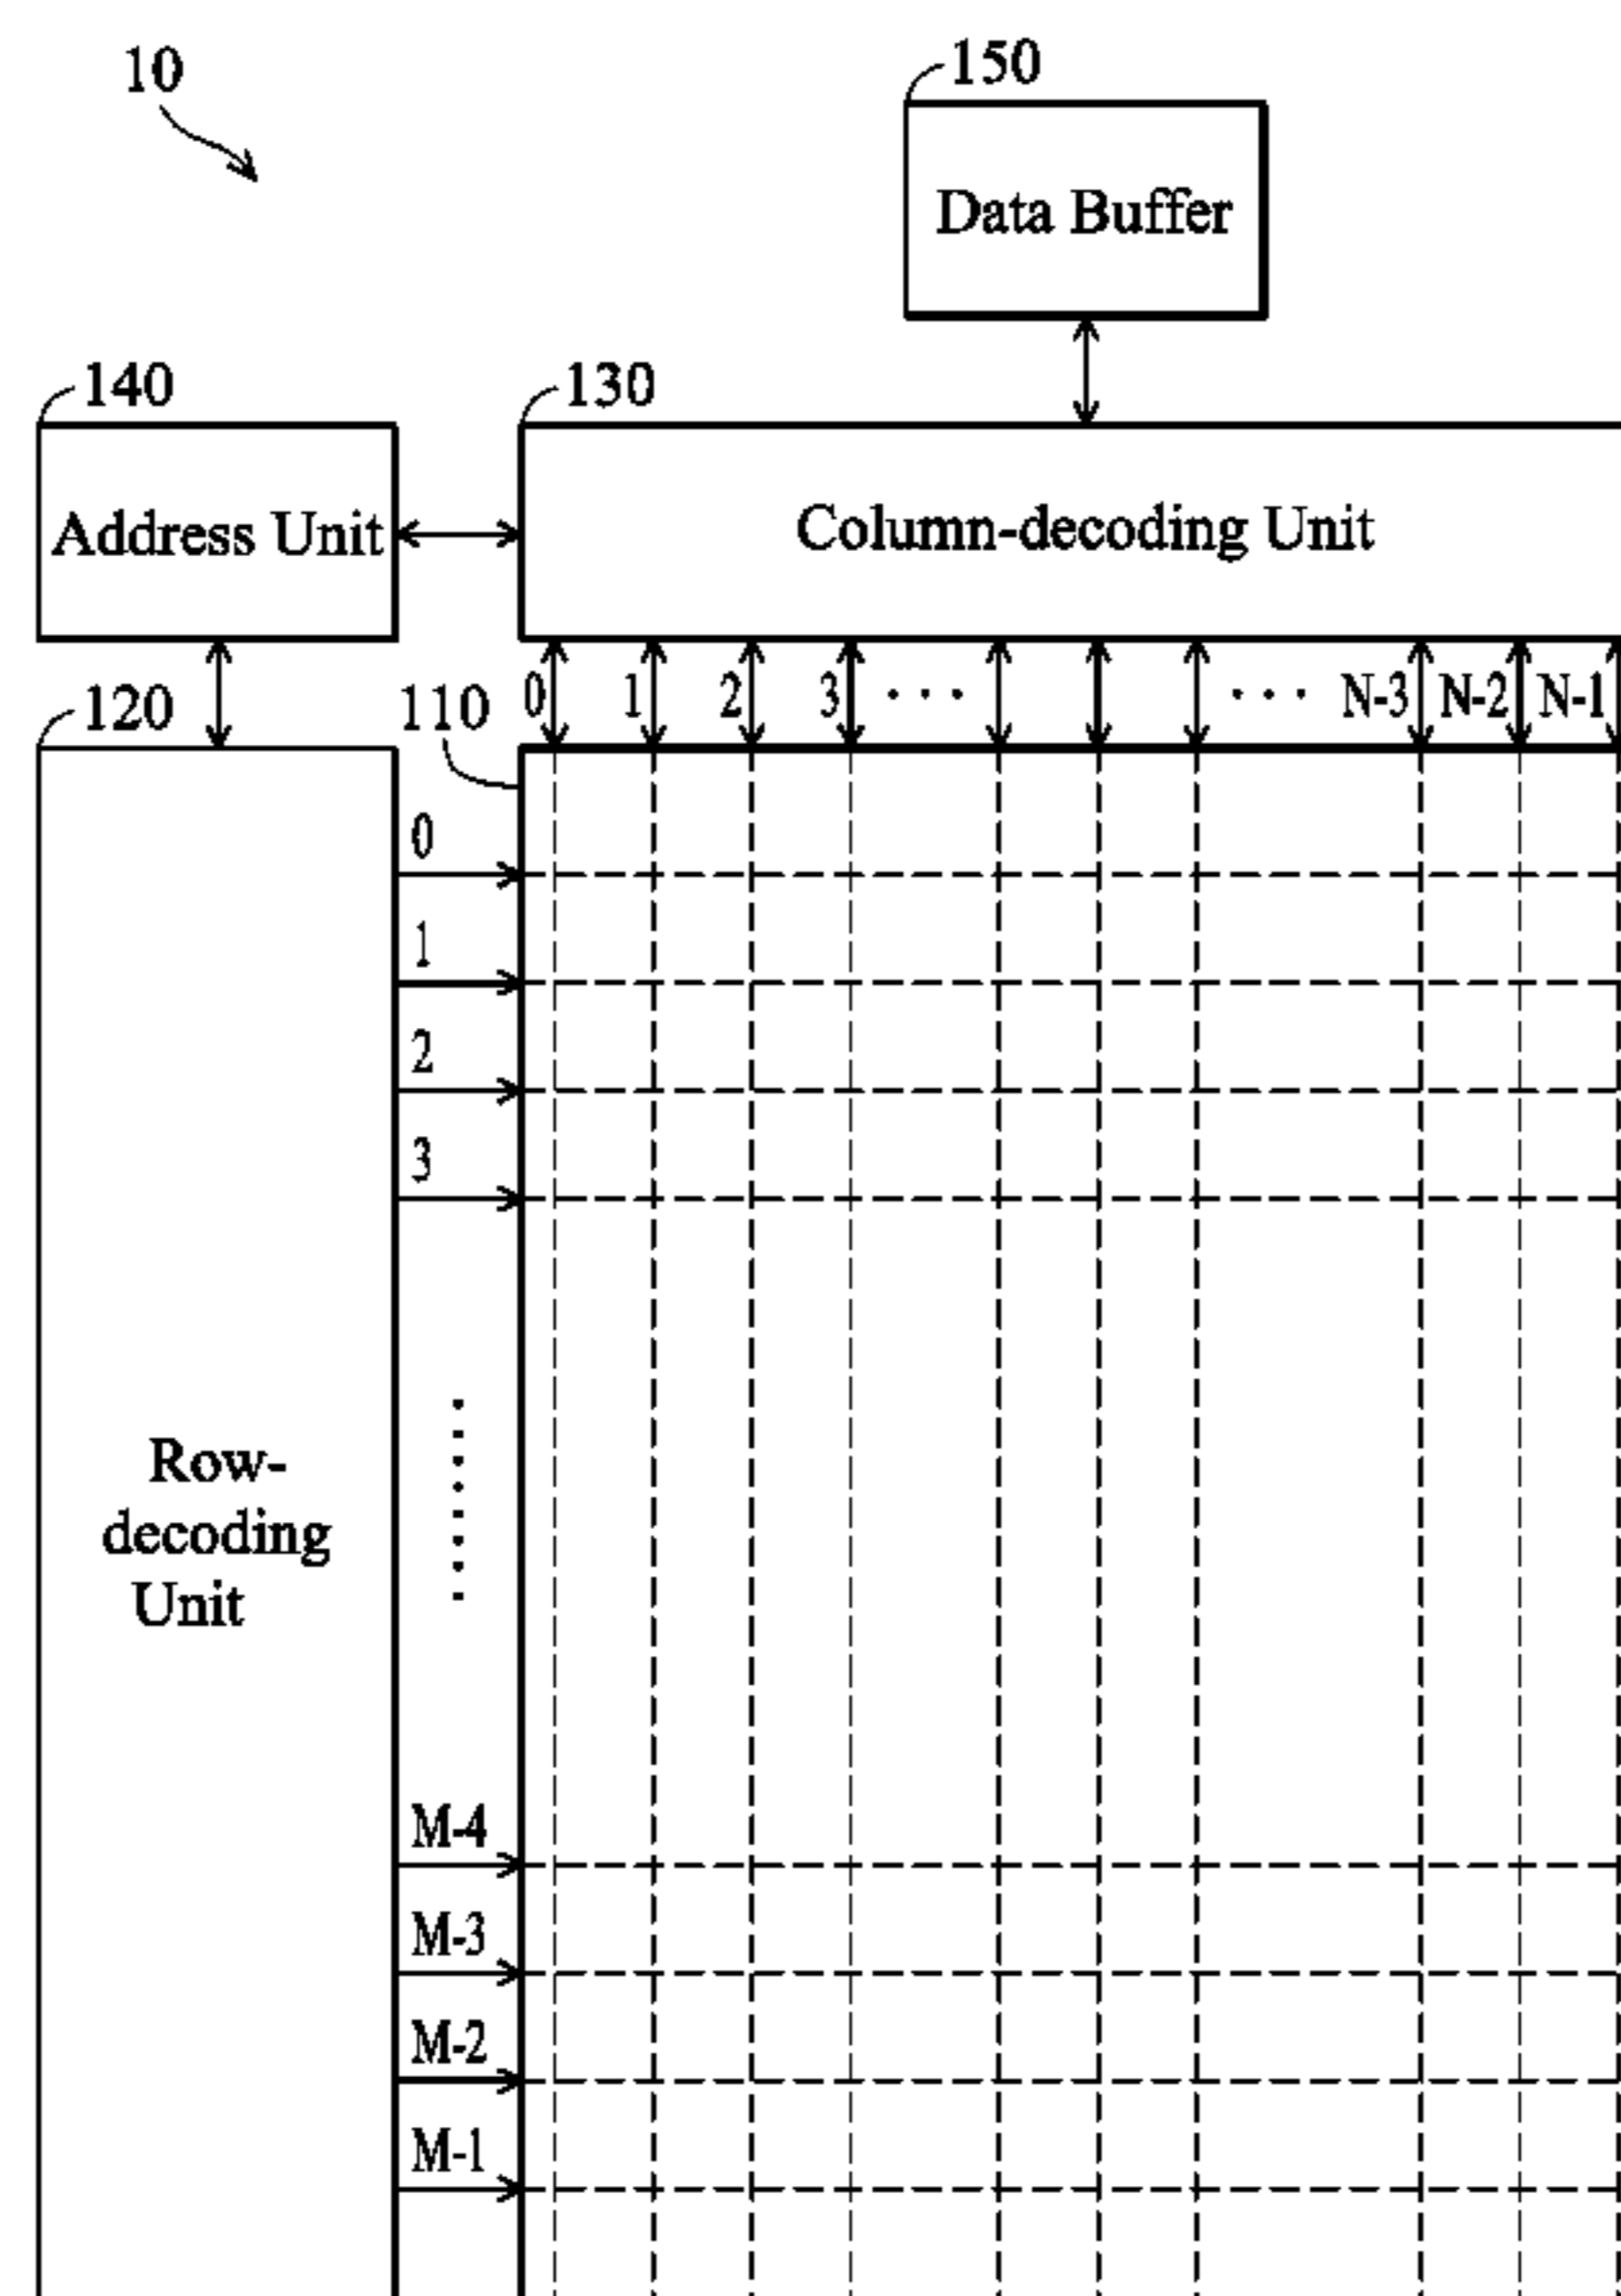 10
150
Data Buffer
140
130
Address Unit
Column-decoding Unit
120
110
0 1 2 3 ··· ··· N-3 N-2 N-1
0
1
2
3
Row-
decoding
Unit
M-4
M-3
M-2
M-1